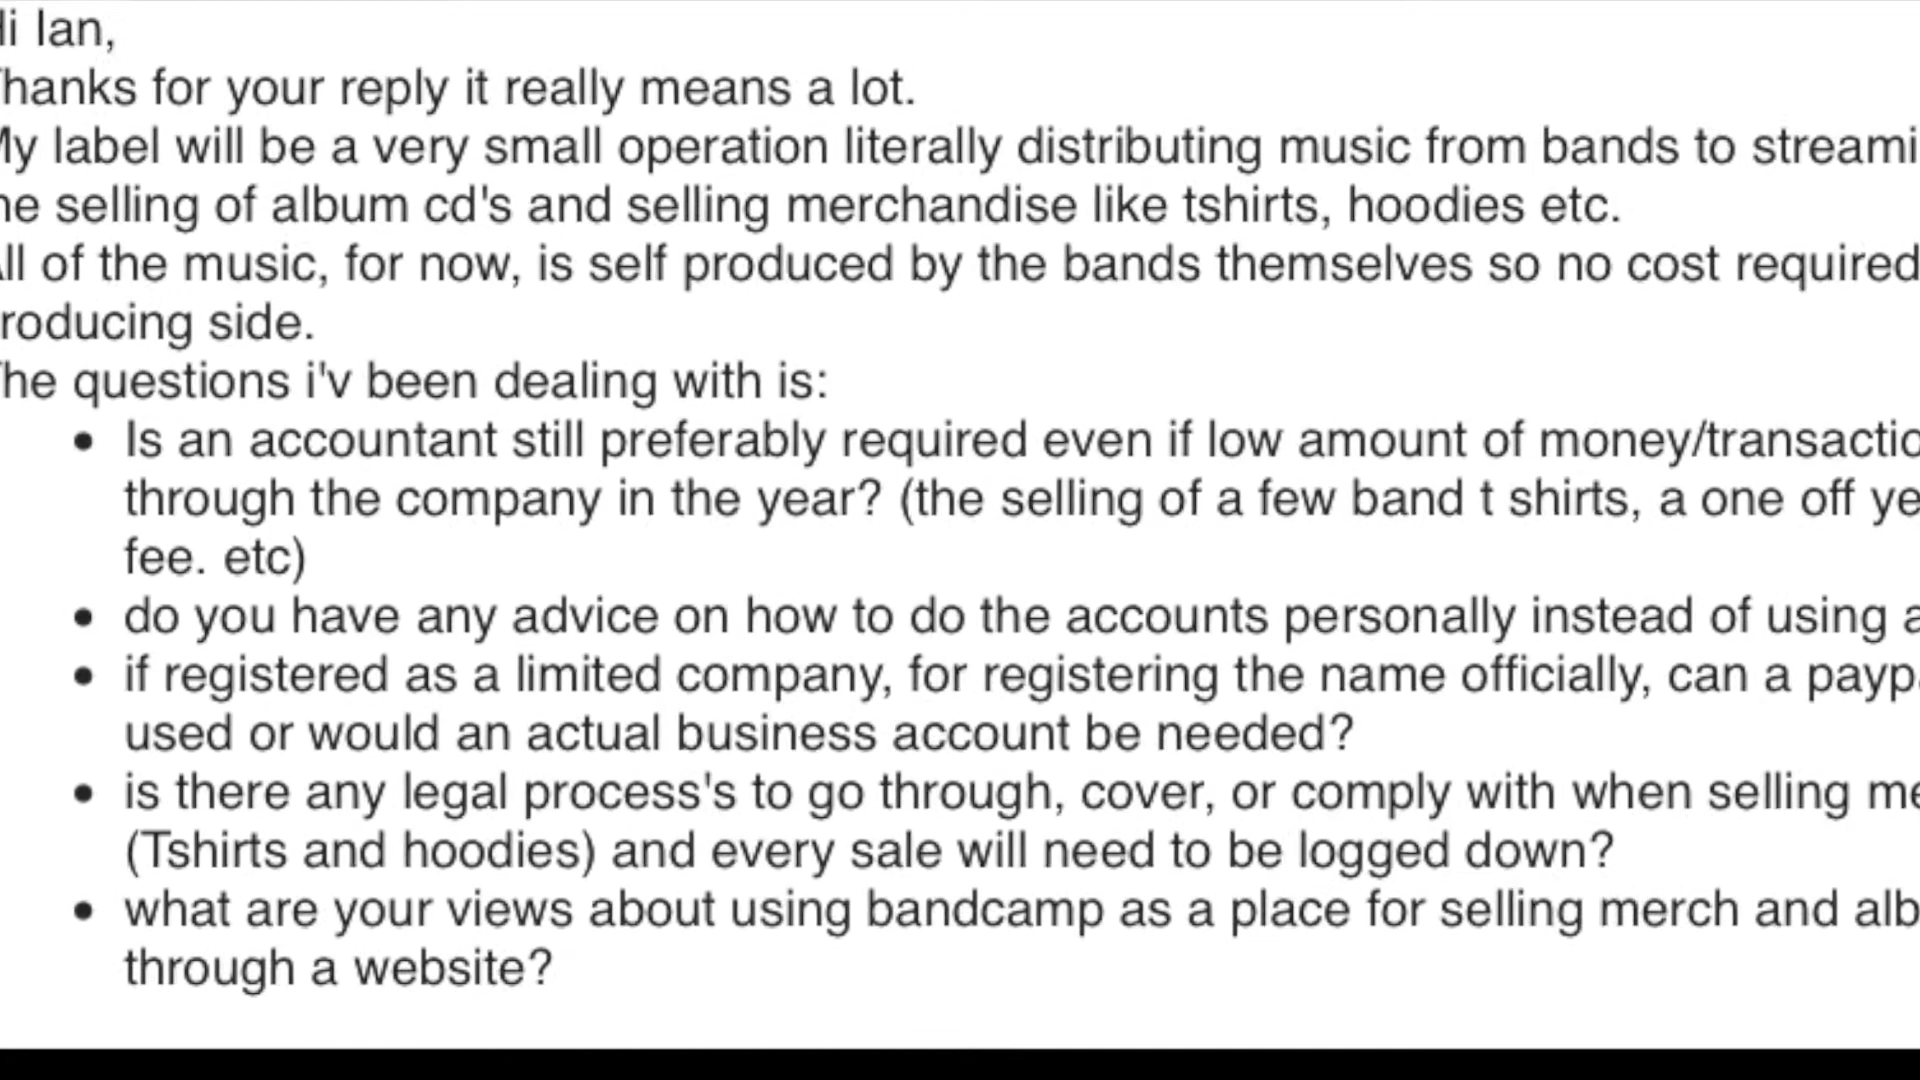 i Ian,
hanks for your reply it really means a lot.
y label will be a very small operation literally distributing music from bands to streami
he selling of album cd's and selling merchandise like tshirts, hoodies etc.
ll of the music, for now, is self produced by the bands themselves so no cost required
roducing side.
he questions i'v been dealing with is:
• Is an accountant still preferably required even if low amount of money/transactio
through the company in the year? (the selling of a few band t shirts, a one off ye
fee. etc)
• do you have any advice on how to do the accounts personally instead of using a
• if registered as a limited company, for registering the name officially, can a payp
used or would an actual business account be needed?
• is there any legal process's to go through, cover, or comply with when selling me
(Tshirts and hoodies) and every sale will need to be logged down?
• what are your views about using bandcamp as a place for selling merch and alb
through a website?